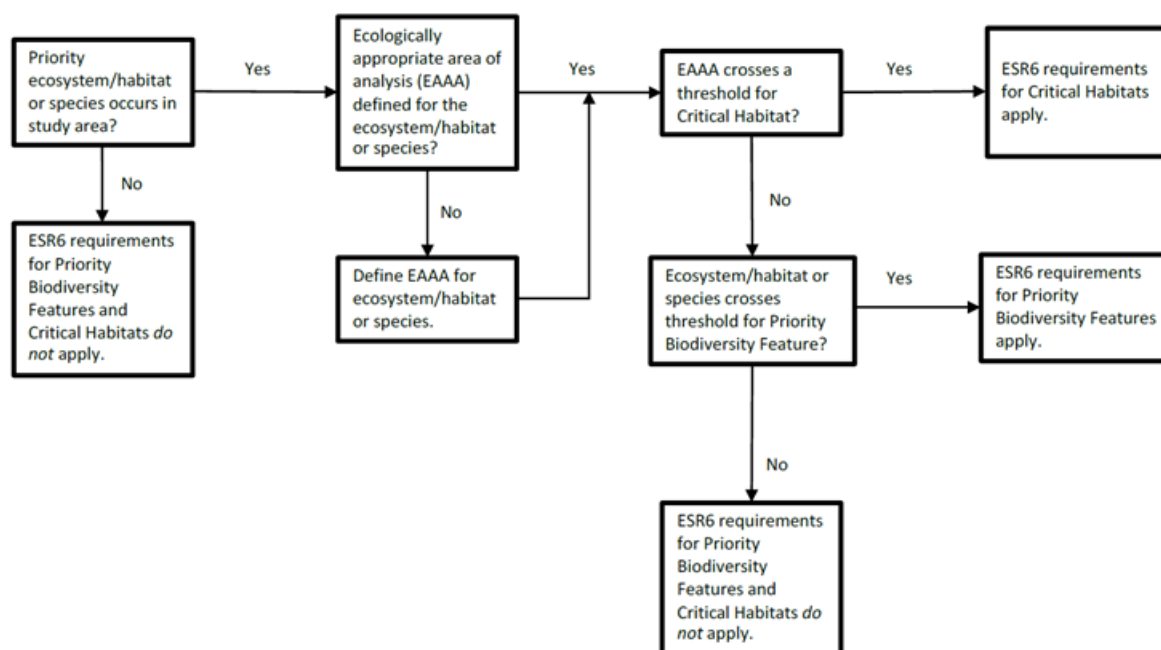 Priority
ecosystem/habitat
or species occurs in
study area?
Yes
Ecologically
appropriate area of
analysis (EAAA)
defined for the
ecosystem/habitat
or species?
Yes
EAAA crosses a
threshold for
Critical Habitat?
Yes
ESR6 requirements
for Critical Habitats
apply.
No
ESR6 requirements
for Priority
Biodiversity
Features and
Critical Habitats do
not apply.
No
Define EAAA for
ecosystem/habitat
or species.
No
Ecosystem/habitat or
species crosses
threshold for Priority
Biodiversity Feature?
Yes
ESR6 requirements
for Priority
Biodiversity Features
apply.
No
ESR6 requirements
for Priority
Biodiversity
Features and
Critical Habitats do
not apply.